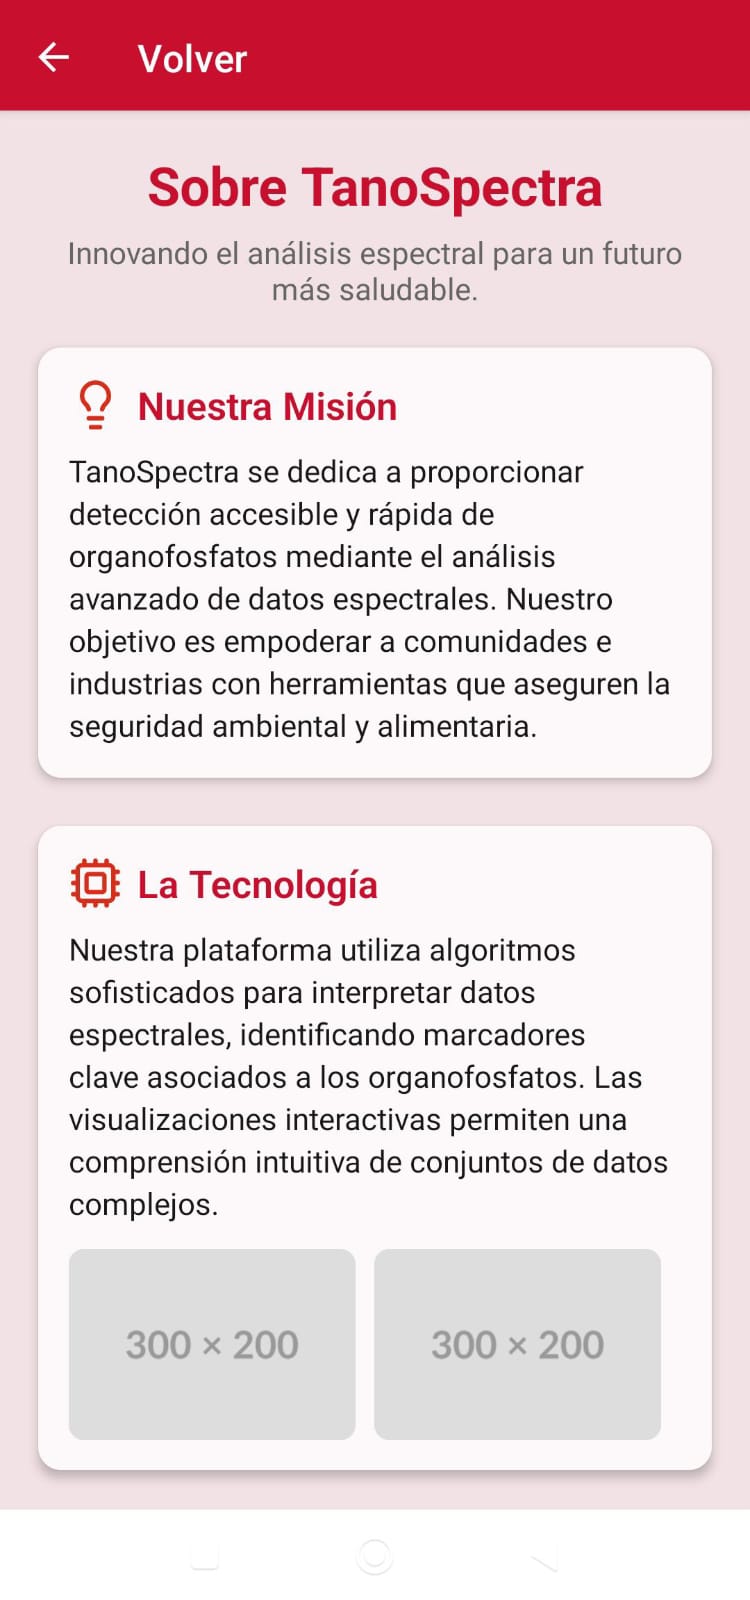 Volver
Sobre TanoSpectra
Innovando el análisis espectral para un futuro
más saludable.
Nuestra Misión
TanoSpectra se dedica a proporcionar
detección accesible y rápida de
organofosfatos mediante el análisis
avanzado de datos espectrales. Nuestro
objetivo es empoderar a comunidades e
industrias con herramientas que aseguren la
seguridad ambiental y alimentaria.
La Tecnología
Nuestra plataforma utiliza algoritmos
sofisticados para interpretar datos
espectrales, identificando marcadores
clave asociados a los organofosfatos. Las
visualizaciones interactivas permiten una
comprensión intuitiva de conjuntos de datos
complejos.
300 × 200
300 × 200